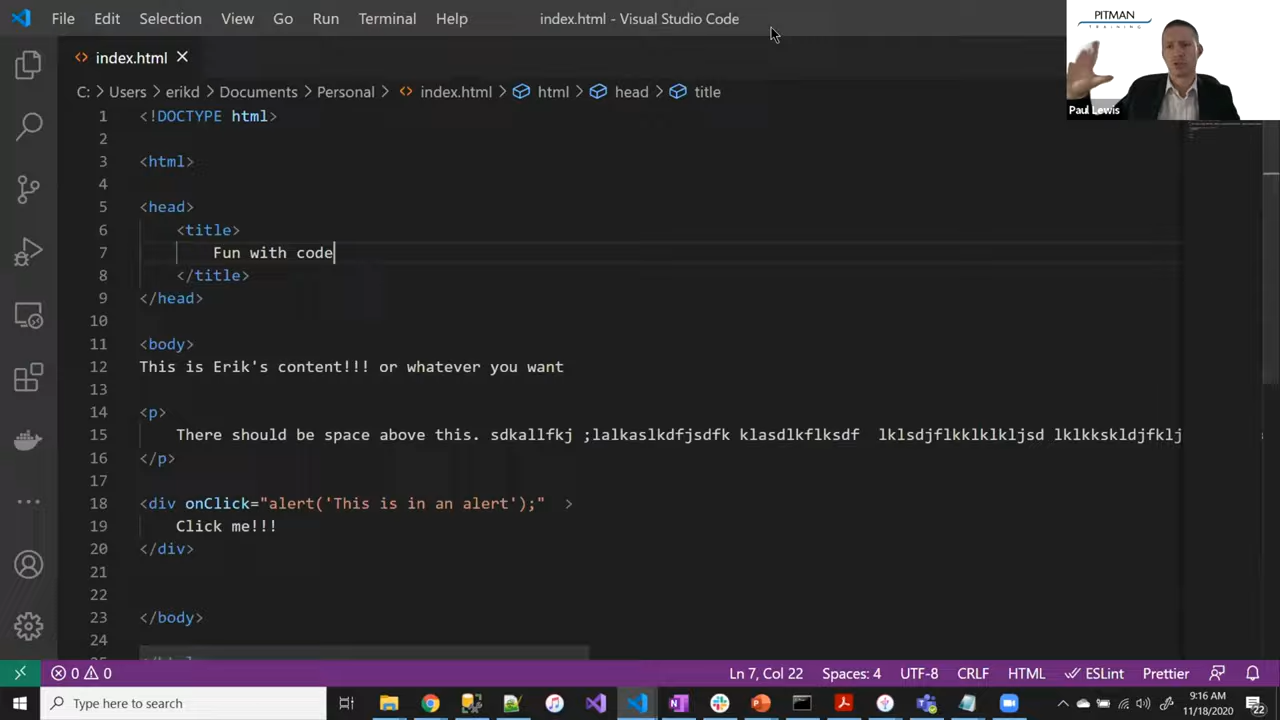 File Edit Selection View Go Run Terminal Help index.html - Visual Studio Code
PITMAN
TRAINING
Paul Lewis
index.html
C: > Users > erikd > Documents > Personal > index.html > html > head > title
1 <!DOCTYPE html>
2
3 <html>
4
5 <head>
6 <title>
7 Fun with code
8 </title>
9 </head>
10
11 <body>
12 This is Erik's content!!! or whatever you want
13
14 <p>
15 There should be space above this. sdkallfkj ;lalkaslkdfjsdfk klasdlkflksdf lklsdjflkklklkljsd lklkkskldjfklj
16 </p>
17
18 <div onClick="alert('This is in an alert');" >
19 Click me!!!
20 </div>
21
22
23 </body>
24
Ln 7, Col 22 Spaces: 4 UTF-8 CRLF HTML ESLint Prettier
0 0
Type here to search
9:16 AM
11/18/2020
22